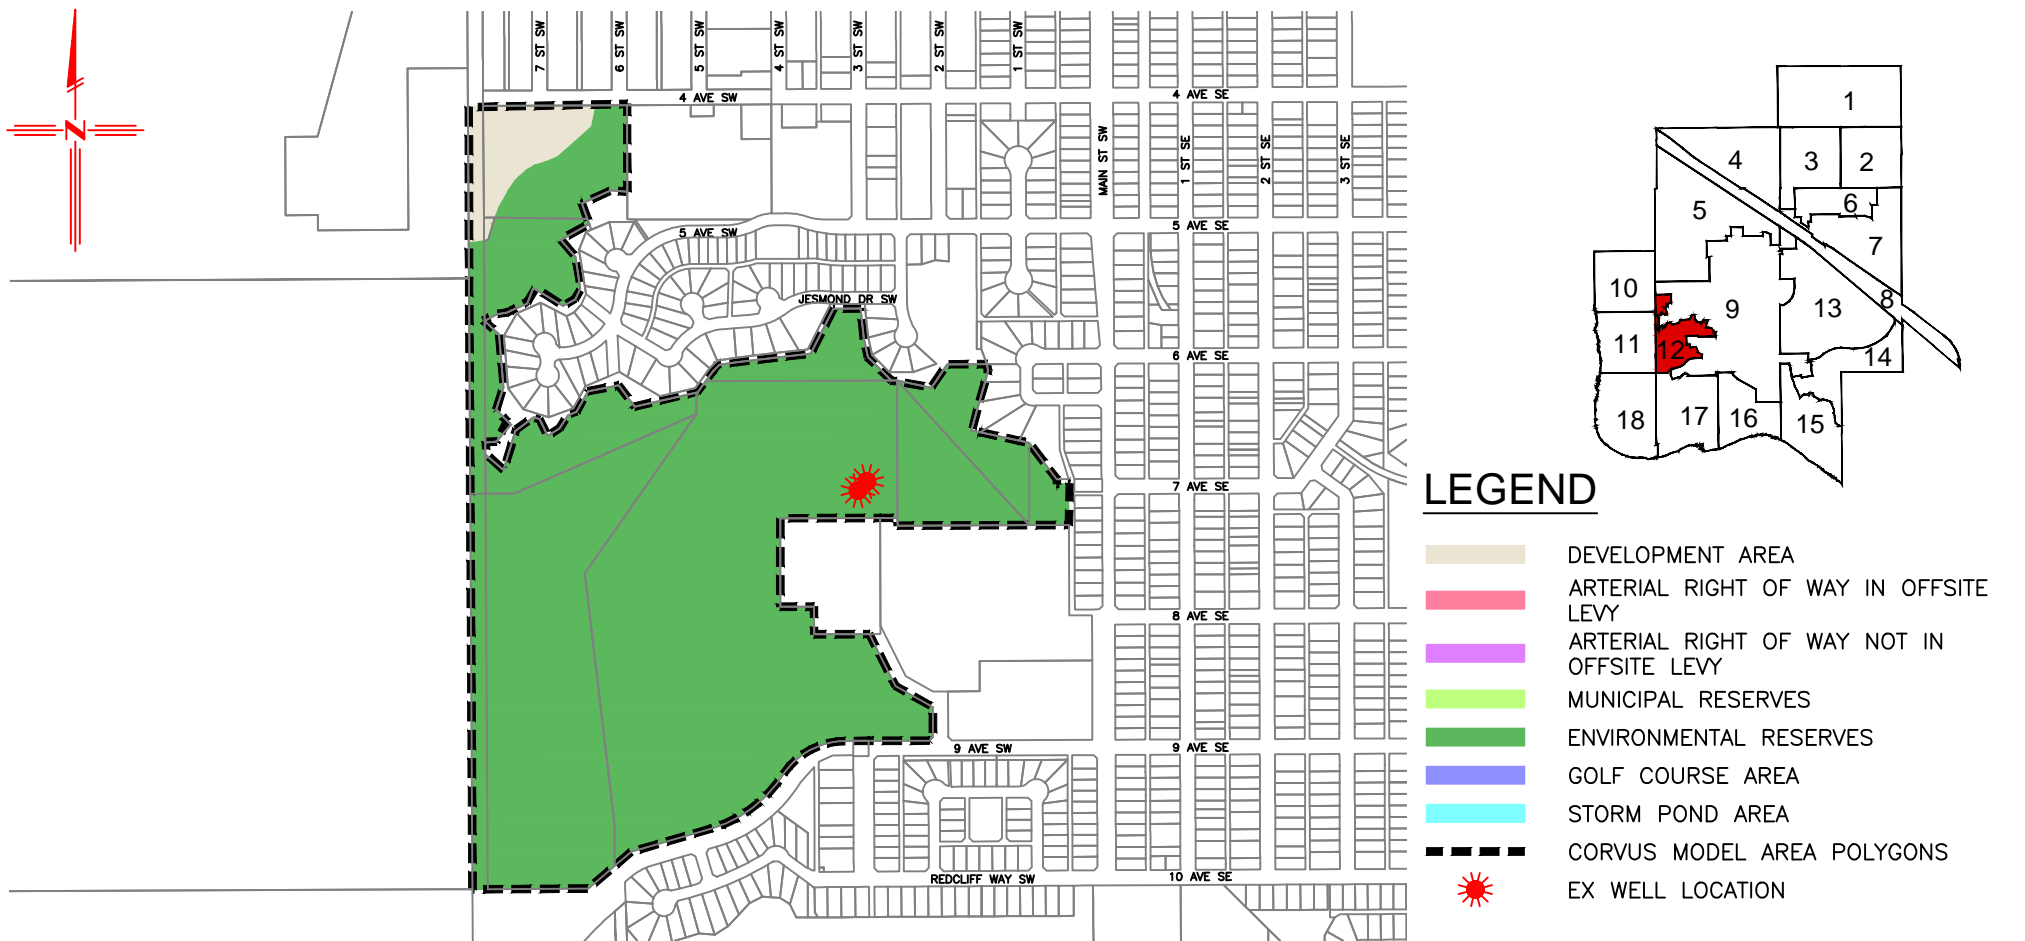 N
7 ST SW
6 ST SW
5 ST SW
4 ST SW
3 ST SW
2 ST SW
1 ST SW
4 AVE SW
4 AVE SE
MAIN ST SW
1 ST SE
2 ST SE
3 ST SE
5 AVE SW
5 AVE SE
JESMOND DR SW
6 AVE SE
7 AVE SE
8 AVE SE
9 AVE SW
9 AVE SE
REDCLIFF WAY SW
10 AVE SE
1
4
3
2
5
6
7
10
9
8
13
11
12
14
18
17
16
15
LEGEND
DEVELOPMENT AREA
ARTERIAL RIGHT OF WAY IN OFFSITE
LEVY
ARTERIAL RIGHT OF WAY NOT IN
OFFSITE LEVY
MUNICIPAL RESERVES
ENVIRONMENTAL RESERVES
GOLF COURSE AREA
STORM POND AREA
CORVUS MODEL AREA POLYGONS
EX WELL LOCATION